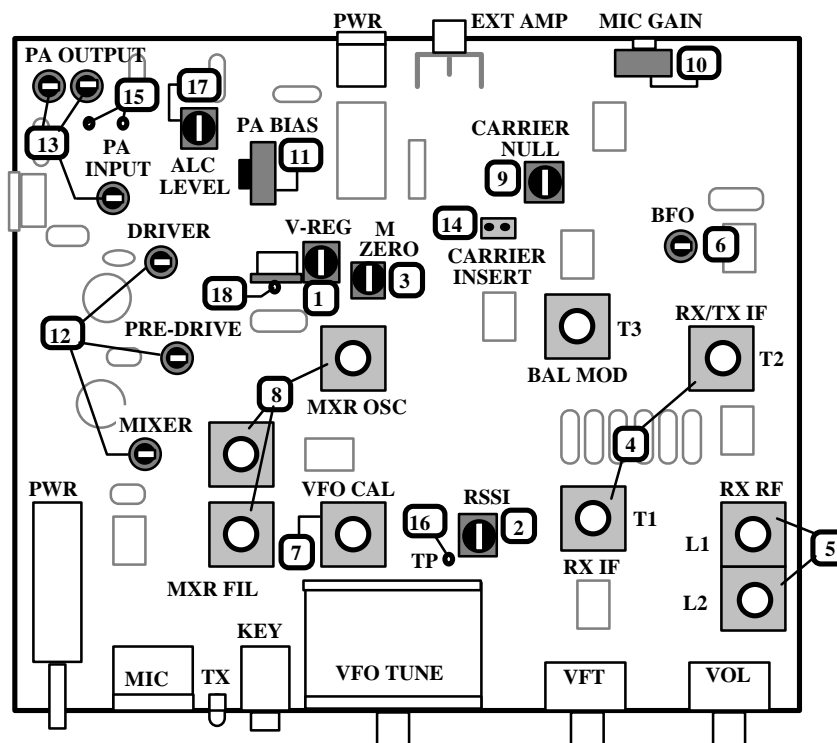 PWR
EXT AMP
MIC GAIN
PA OUTPUT
17
10
15
13
PA INPUT
ALC LEVEL
PA BIAS
11
CARRIER NULL
9
14
CARRIER INSERT
BFO
6
DRIVER
V-REG
M ZERO
3
18
1
12
PRE-DRIVE
8
MXR OSC
T3
BAL MOD
RX/TX IF
T2
MIXER
4
PWR
VFO CAL
7
MXR FIL
16
TP
RSSI
2
T1
RX IF
RX RF
L1
5
L2
KEY
MIC
TX
VFO TUNE
VFT
VOL